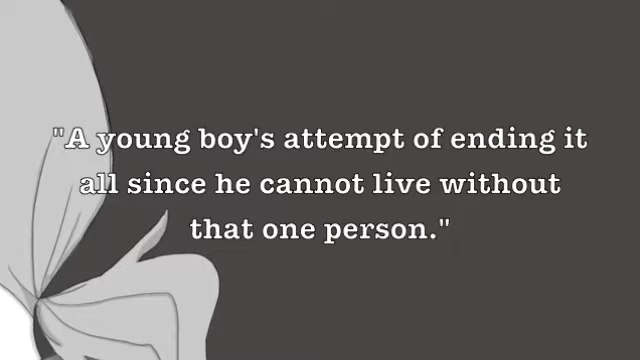 "A young boy's attempt of ending it
all since he cannot live without
that one person."